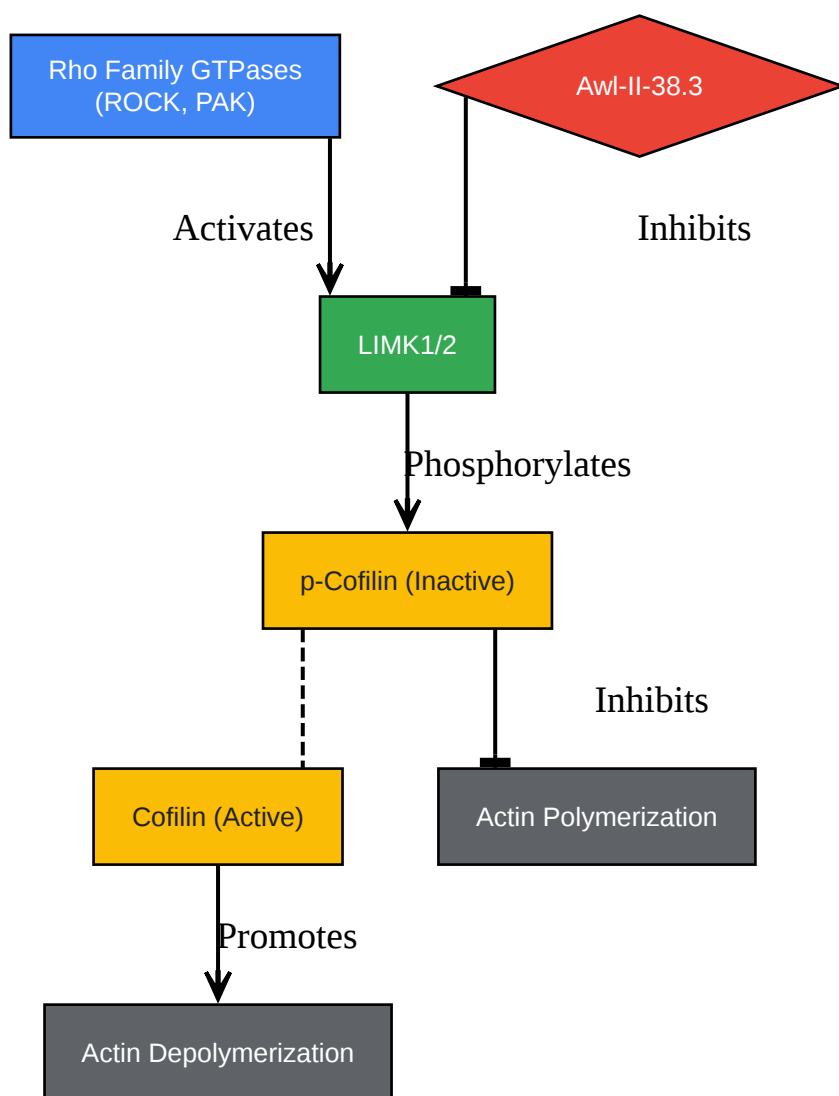 Rho Family GTPases
(ROCK, PAK)
Awl-II-38.3
Activates
Inhibits
LIMK1/2
Phosphorylates
p-Cofilin (Inactive)
Inhibits
Cofilin (Active)
Actin Polymerization
Promotes
Actin Depolymerization